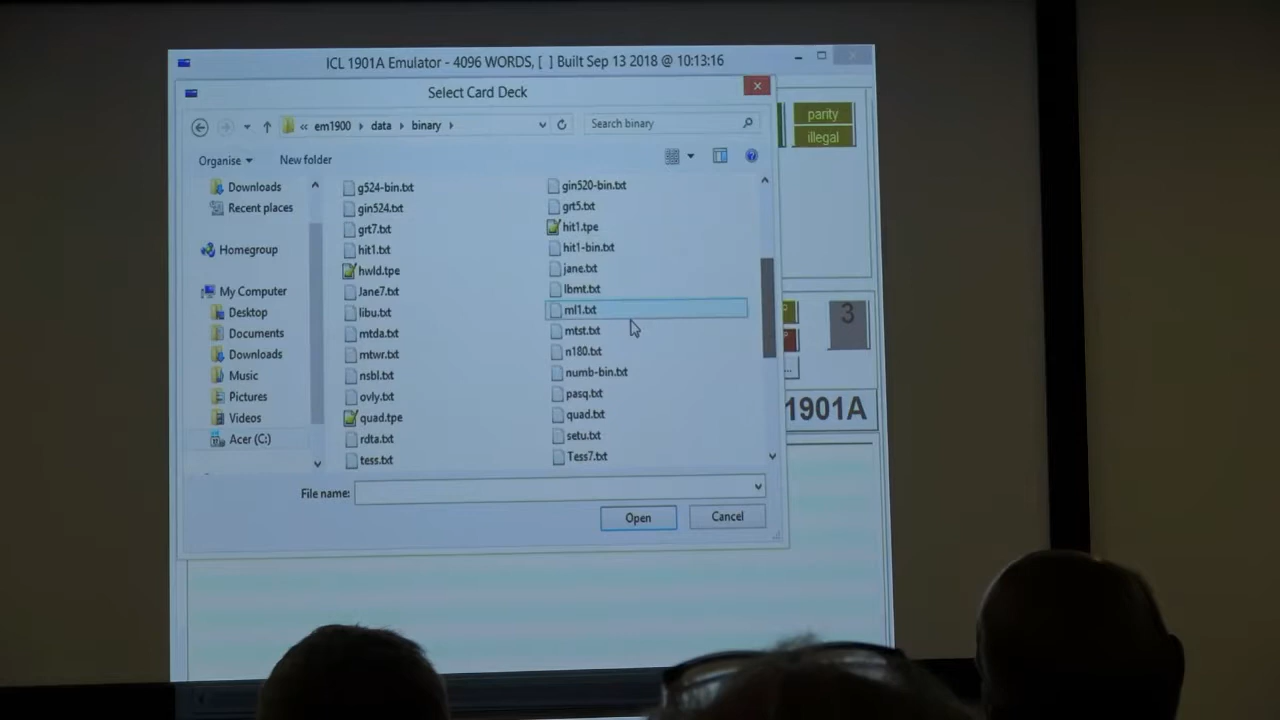 ICL 1901A Emulator - 4096 WORDS, [ ] Built Sep 13 2018 @ 10:13:16
Select Card Deck
« em1900 data binary
Search binary
parity
illegal
Organise
New folder
Downloads
Recent places
Homegroup
My Computer
Desktop
Documents
Downloads
Music
Pictures
Videos
Acer (C:)
g524-bin.txt
gin524.txt
grt7.txt
hit1.txt
hwld.tpe
Jane7.txt
libu.txt
mtda.txt
mtwr.txt
nsbl.txt
ovly.txt
quad.tpe
rdta.txt
tess.txt
gin520-bin.txt
grt5.txt
hit1.tpe
hit1-bin.txt
jane.txt
lbmt.txt
ml1.txt
mtst.txt
n180.txt
numb-bin.txt
pasq.txt
quad.txt
setu.txt
Tess7.txt
3
...
1901A
File name:
Open
Cancel